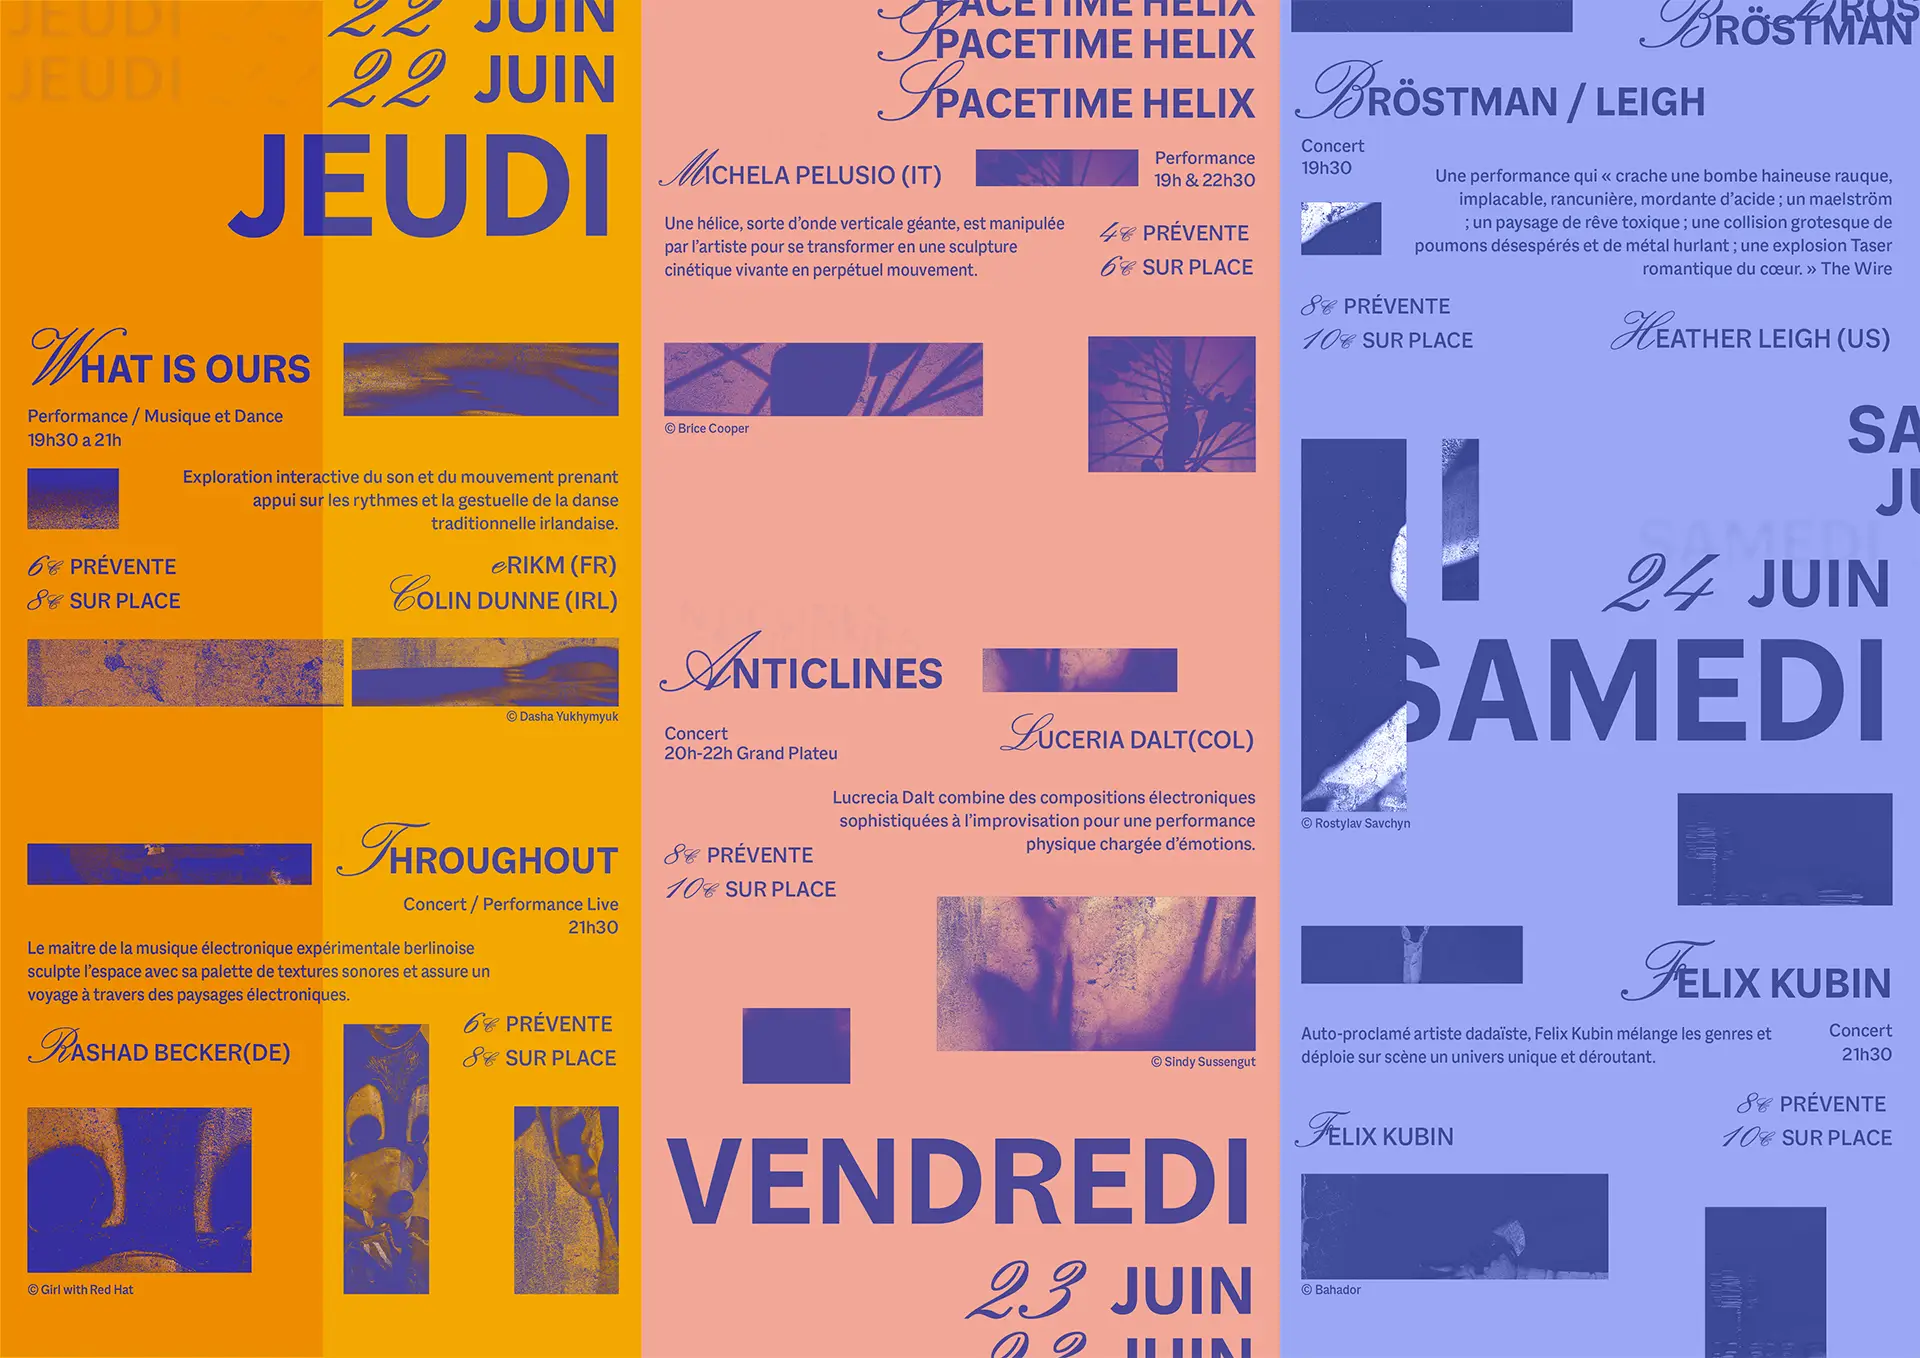 JEUDI
JEUDI
22 JUIN
22 JUIN
JEUDI
WHAT IS OURS
Performance / Musique et Dance
19h30 a 21h
Exploration interactive du son et du mouvement prenant
appui sur les rythmes et la gestuelle de la danse
traditionnelle irlandaise.
6€ PRÉVENTE
8€ SUR PLACE
eRIKM (FR)
COLIN DUNNE (IRL)
© Dasha Yukhymyuk
THROUGHOUT
Concert / Performance Live
21h30
Le maitre de la musique électronique expérimentale berlinoise
sculpte l’espace avec sa palette de textures sonores et assure un
voyage à travers des paysages électroniques.
RASHAD BECKER(DE)
6€ PRÉVENTE
8€ SUR PLACE
© Girl with Red Hat
SPACETIME HELIX
SPACETIME HELIX
SPACETIME HELIX
MICHELA PELUSIO (IT)
Performance
19h & 22h30
Une hélice, sorte d’onde verticale géante, est manipulée
par l’artiste pour se transformer en une sculpture
cinétique vivante en perpétuel mouvement.
4€ PRÉVENTE
6€ SUR PLACE
© Brice Cooper
ANTICLINES
Concert
20h-22h Grand Plateu
LUCERIA DALT(COL)
Lucrecia Dalt combine des compositions électroniques
sophistiquées à l’improvisation pour une performance
physique chargée d’émotions.
8€ PRÉVENTE
10€ SUR PLACE
© Sindy Sussengut
VENDREDI
23 JUIN
23 JUIN
BRÖS
BRÖSTMAN
BRÖSTMAN / LEIGH
Concert
19h30
Une performance qui « crache une bombe haineuse rauque,
implacable, rancunière, mordante d’acide ; un maelström
; un paysage de rêve toxique ; une collision grotesque de
poumons désespérés et de métal hurlant ; une explosion Taser
romantique du cœur. » The Wire
8€ PRÉVENTE
10€ SUR PLACE
HEATHER LEIGH (US)
SA
JU
SAMEDI
24 JUIN
SAMEDI
© Rostylav Savchyn
FELIX KUBIN
Auto-proclamé artiste dadaïste, Felix Kubin mélange les genres et
déploie sur scène un univers unique et déroutant.
Concert
21h30
FELIX KUBIN
8€ PRÉVENTE
10€ SUR PLACE
© Bahador